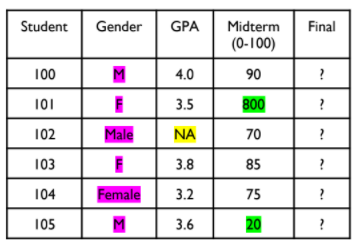 Student Gender GPA Midterm (0-100) Final
100 M 4.0 90 ?
101 F 3.5 800 ?
102 Male NA 70 ?
103 F 3.8 85 ?
104 Female 3.2 75 ?
105 M 3.6 20 ?